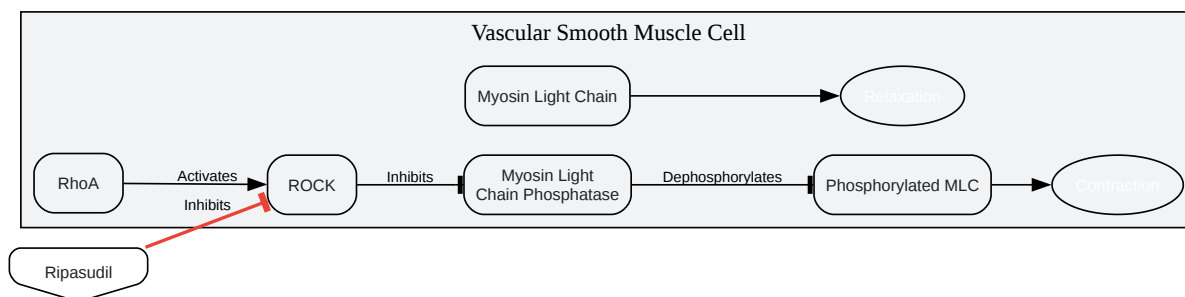 Vascular Smooth Muscle Cell
Myosin Light Chain
Relaxation
RhoA
Activates
ROCK
Inhibits
Myosin Light
Chain Phosphatase
Dephosphorylates
Phosphorylated MLC
Contraction
Inhibits
Ripasudil